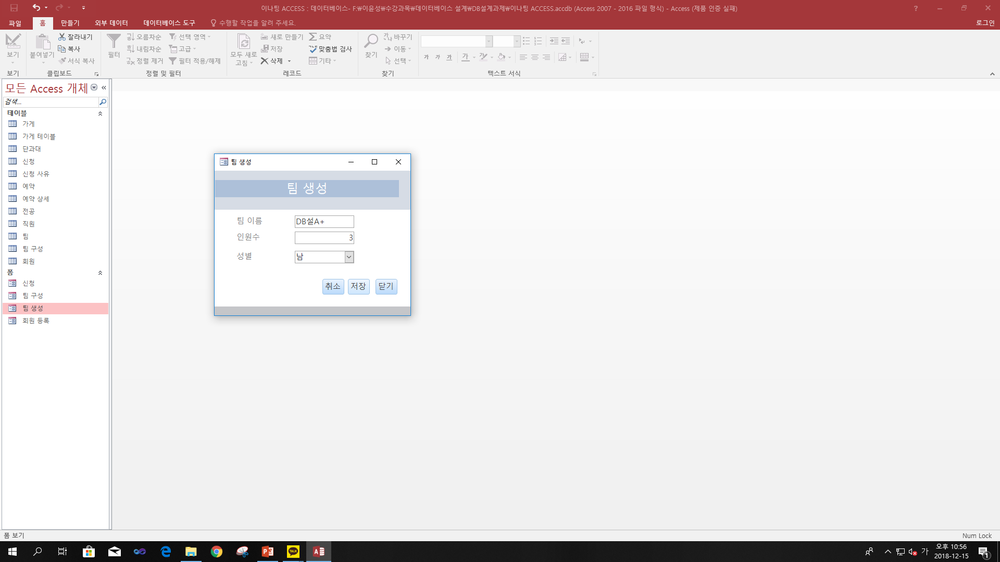 이나팅 ACCESS : 데이터베이스- F:₩이윤성₩수강과목₩데이터베이스 설계₩DB설계과제₩이나팅 ACCESS.accdb (Access 2007 - 2016 파일 형식) - Access (제품 인증 실패)
?
파일 홈 만들기 외부 데이터 데이터베이스 도구 수행할 작업을 알려 주세요. 로그인
보기
보기
붙여넣기
잘라내기
복사
서식 복사
클립보드
필터
오름차순
내림차순
정렬 제거
선택 영역
고급
필터 적용/해제
정렬 및 필터
모두 새로
고침
새로 만들기
저장
삭제
요약
맞춤법 검사
기타
레코드
찾기
바꾸기
이동
선택
찾기
가 가 가 가
텍스트 서식
모든 Access 개체
검색...
테이블
가게
가게 테이블
단과대
신청
신청 사유
예약
예약 상세
전공
직원
팀
팀 구성
회원
폼
신청
팀 구성
팀 생성
회원 등록
팀 생성
팀 생성
팀 이름 DB설A+
인원수 3
성별 남
취소 저장 닫기
폼 보기
Num Lock
TALK
가
오후 10:56
2018-12-15
1